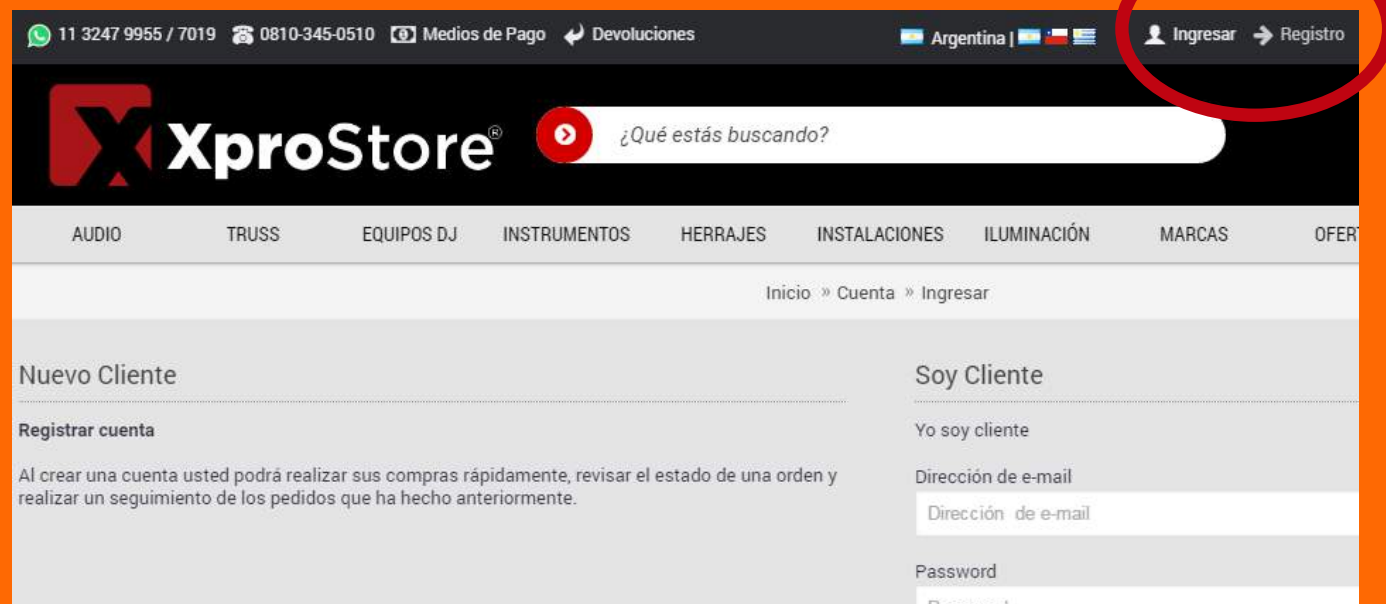 11 3247 9955 / 7019 0810-345-0510 Medios de Pago Devoluciones Argentina | Ingresar Registro
XproStore® ¿Qué estás buscando?
AUDIO TRUSS EQUIPOS DJ INSTRUMENTOS HERRAJES INSTALACIONES ILUMINACIÓN MARCAS OFERT
Inicio » Cuenta » Ingresar
Nuevo Cliente
Registrar cuenta
Al crear una cuenta usted podrá realizar sus compras rápidamente, revisar el estado de una orden y
realizar un seguimiento de los pedidos que ha hecho anteriormente.
Soy Cliente
Yo soy cliente
Dirección de e-mail
Dirección de e-mail
Password